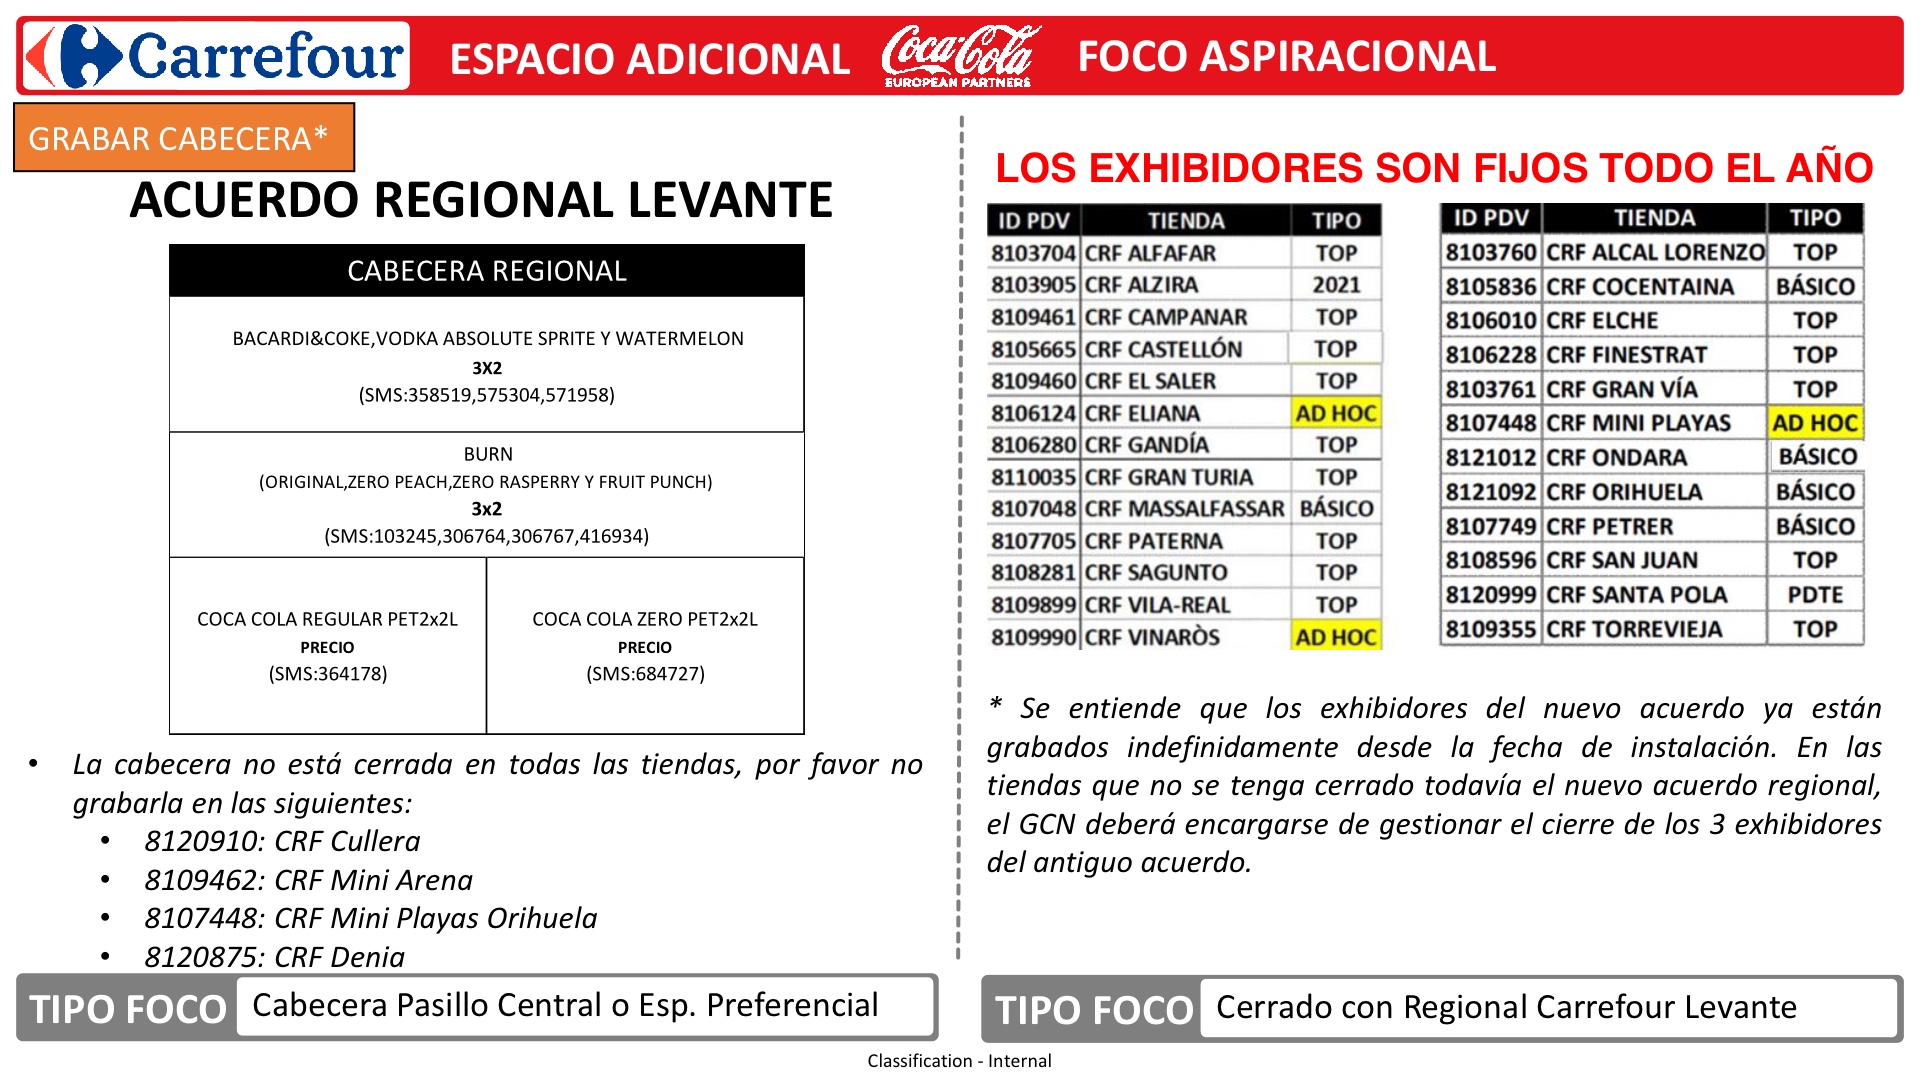 Carrefour
ESPACIO ADICIONAL
Coca-Cola
EUROPEAN PARTNERS
FOCO ASPIRACIONAL
GRABAR CABECERA*
ACUERDO REGIONAL LEVANTE
CABECERA REGIONAL
BACARDI&COKE,VODKA ABSOLUTE SPRITE Y WATERMELON
3X2
(SMS:358519,575304,571958)
BURN
(ORIGINAL,ZERO PEACH,ZERO RASPERRY Y FRUIT PUNCH)
3x2
(SMS:103245,306764,306767,416934)
COCA COLA REGULAR PET2x2L
PRECIO
(SMS:364178)
COCA COLA ZERO PET2x2L
PRECIO
(SMS:684727)
• La cabecera no está cerrada en todas las tiendas, por favor no
grabarla en las siguientes:
• 8120910: CRF Cullera
• 8109462: CRF Mini Arena
• 8107448: CRF Mini Playas Orihuela
• 8120875: CRF Denia
TIPO FOCO Cabecera Pasillo Central o Esp. Preferencial
LOS EXHIBIDORES SON FIJOS TODO EL AÑO
ID PDV TIENDA TIPO
8103704 CRF ALFAFAR TOP
8103905 CRF ALZIRA 2021
8109461 CRF CAMPANAR TOP
8105665 CRF CASTELLÓN TOP
8109460 CRF EL SALER TOP
8106124 CRF ELIANA AD HOC
8106280 CRF GANDÍA TOP
8110035 CRF GRAN TURIA TOP
8107048 CRF MASSALFASSAR BÁSICO
8107705 CRF PATERNA TOP
8108281 CRF SAGUNTO TOP
8109899 CRF VILA-REAL TOP
8109990 CRF VINARÒS AD HOC
ID PDV TIENDA TIPO
8103760 CRF ALCAL LORENZO TOP
8105836 CRF COCENTAINA BÁSICO
8106010 CRF ELCHE TOP
8106228 CRF FINESTRAT TOP
8103761 CRF GRAN VÍA TOP
8107448 CRF MINI PLAYAS AD HOC
8121012 CRF ONDARA BÁSICO
8121092 CRF ORIHUELA BÁSICO
8107749 CRF PETRER BÁSICO
8108596 CRF SAN JUAN TOP
8120999 CRF SANTA POLA PDTE
8109355 CRF TORREVIEJA TOP
* Se entiende que los exhibidores del nuevo acuerdo ya están
grabados indefinidamente desde la fecha de instalación. En las
tiendas que no se tenga cerrado todavía el nuevo acuerdo regional,
el GCN deberá encargarse de gestionar el cierre de los 3 exhibidores
del antiguo acuerdo.
TIPO FOCO Cerrado con Regional Carrefour Levante
Classification - Internal